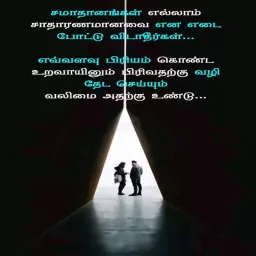 சமாதானங்கள் எல்லாம்
சாதாரணமானவை என எடை
போட்டு விடாதீர்கள்...
எவ்வளவு பிரியம் கொண்ட
உறவாயினும் பிரிவதற்கு வழி
தேட செய்யும்
வலிமை அதற்கு உண்டு...